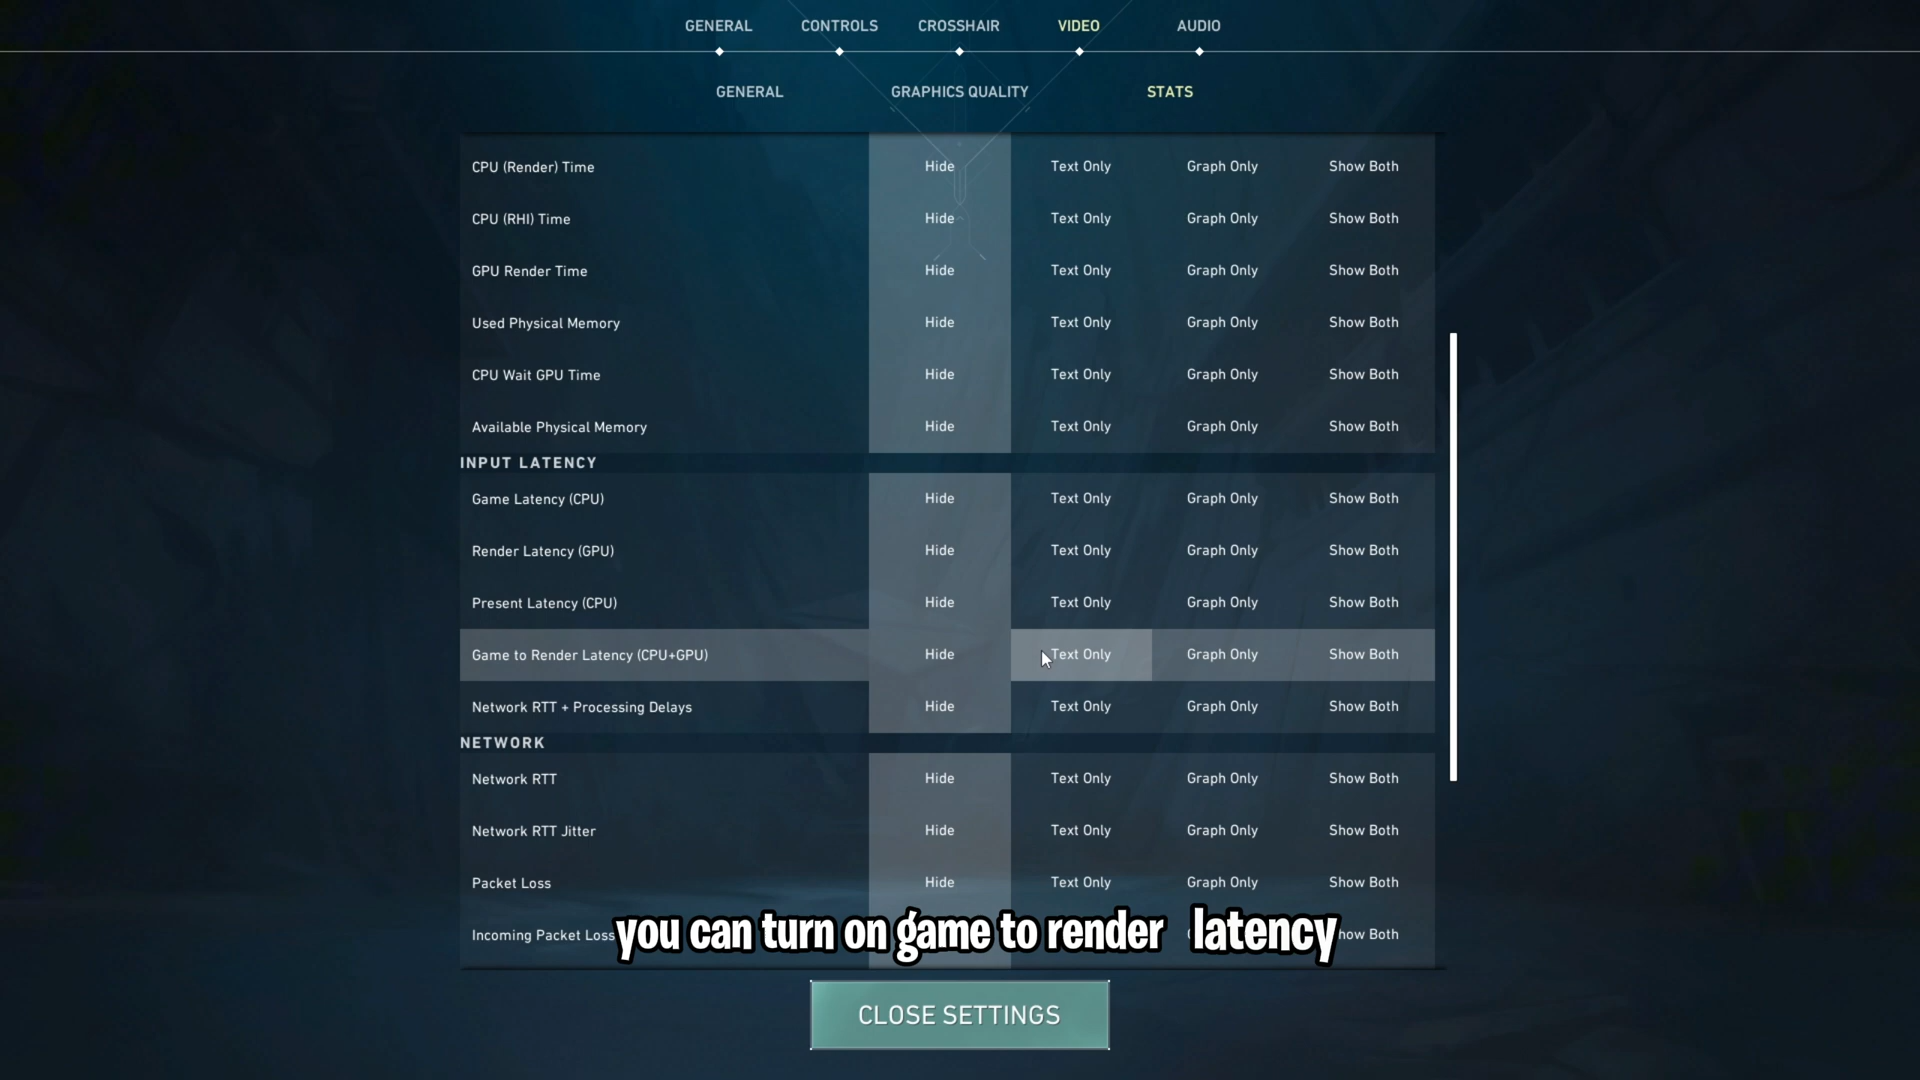 GENERAL CONTROLS CROSSHAIR VIDEO AUDIO
GENERAL GRAPHICS QUALITY STATS
CPU (Render) Time Hide Text Only Graph Only Show Both
CPU (RHI) Time Hide Text Only Graph Only Show Both
GPU Render Time Hide Text Only Graph Only Show Both
Used Physical Memory Hide Text Only Graph Only Show Both
CPU Wait GPU Time Hide Text Only Graph Only Show Both
Available Physical Memory Hide Text Only Graph Only Show Both
INPUT LATENCY
Game Latency (CPU) Hide Text Only Graph Only Show Both
Render Latency (GPU) Hide Text Only Graph Only Show Both
Present Latency (CPU) Hide Text Only Graph Only Show Both
Game to Render Latency (CPU+GPU) Hide Text Only Graph Only Show Both
Network RTT + Processing Delays Hide Text Only Graph Only Show Both
NETWORK
Network RTT Hide Text Only Graph Only Show Both
Network RTT Jitter Hide Text Only Graph Only Show Both
Packet Loss Hide Text Only Graph Only Show Both
Incoming Packet Loss Both
you can turn on game to render latency
CLOSE SETTINGS